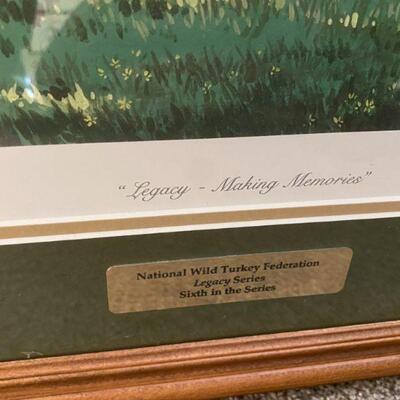 "Legacy - Making Memories"
National Wild Turkey Federation
Legacy Series
Sixth in the Series